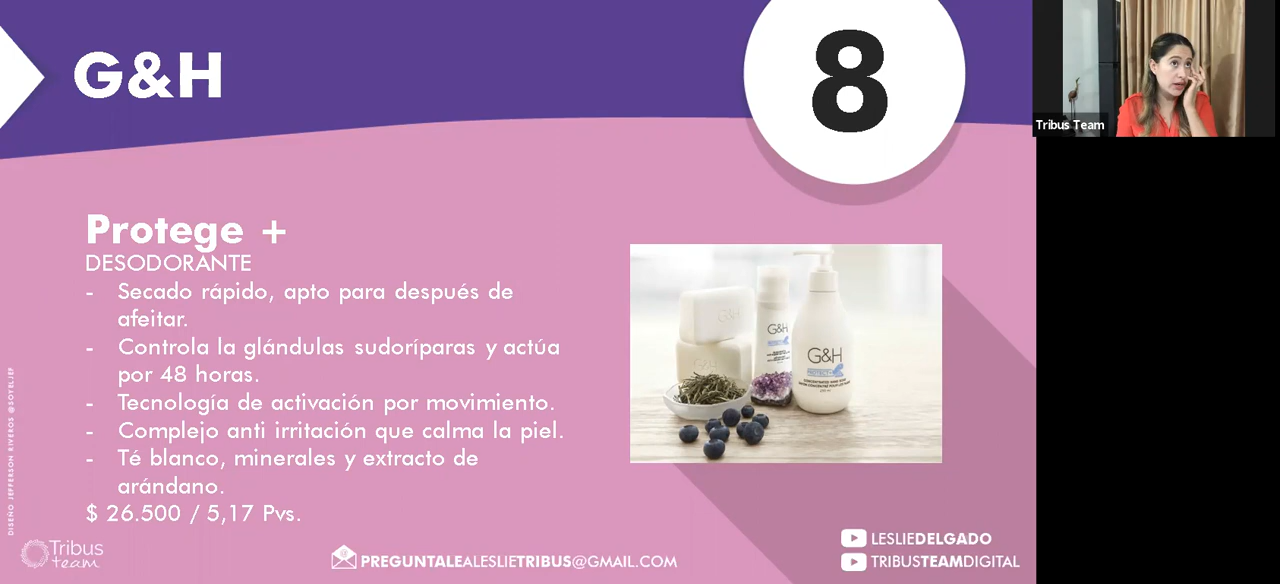 G&H
8
Tribus Team
Protege +
DESODORANTE
- Secado rápido, apto para después de
afeitar.
- Controla la glándulas sudoríparas y actúa
por 48 horas.
- Tecnología de activación por movimiento.
- Complejo anti irritación que calma la piel.
- Té blanco, minerales y extracto de
arándano.
$ 26.500 / 5,17 Pvs.
G&H
G&H
G&H
PROTECT+
DISEÑO JEFFERSON RIVEROS @SOYELJEF
Tribus
team
PREGUNTALEALESLIETRIBUS@GMAIL.COM
LESLIEDELGADO
TRIBUSTEAMDIGITAL